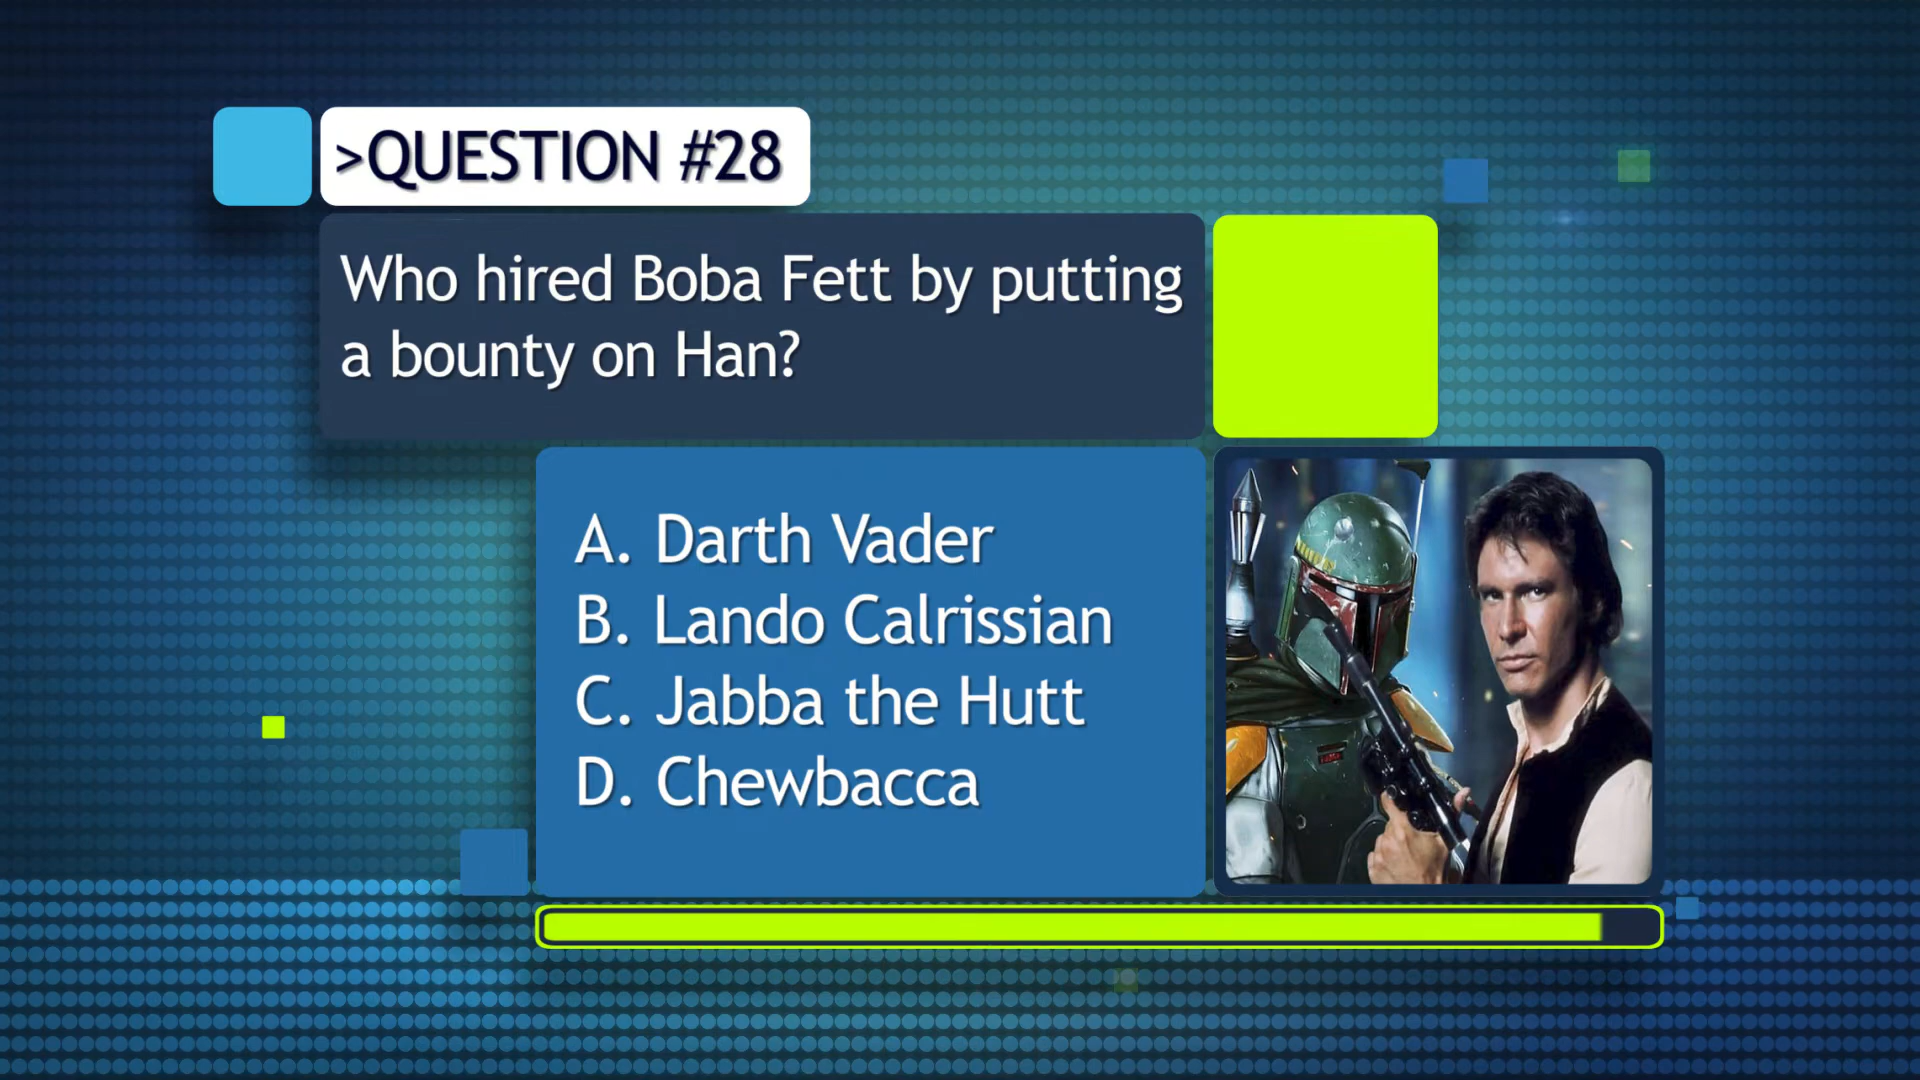 >QUESTION #28
Who hired Boba Fett by putting
a bounty on Han?
A. Darth Vader
B. Lando Calrissian
C. Jabba the Hutt
D. Chewbacca